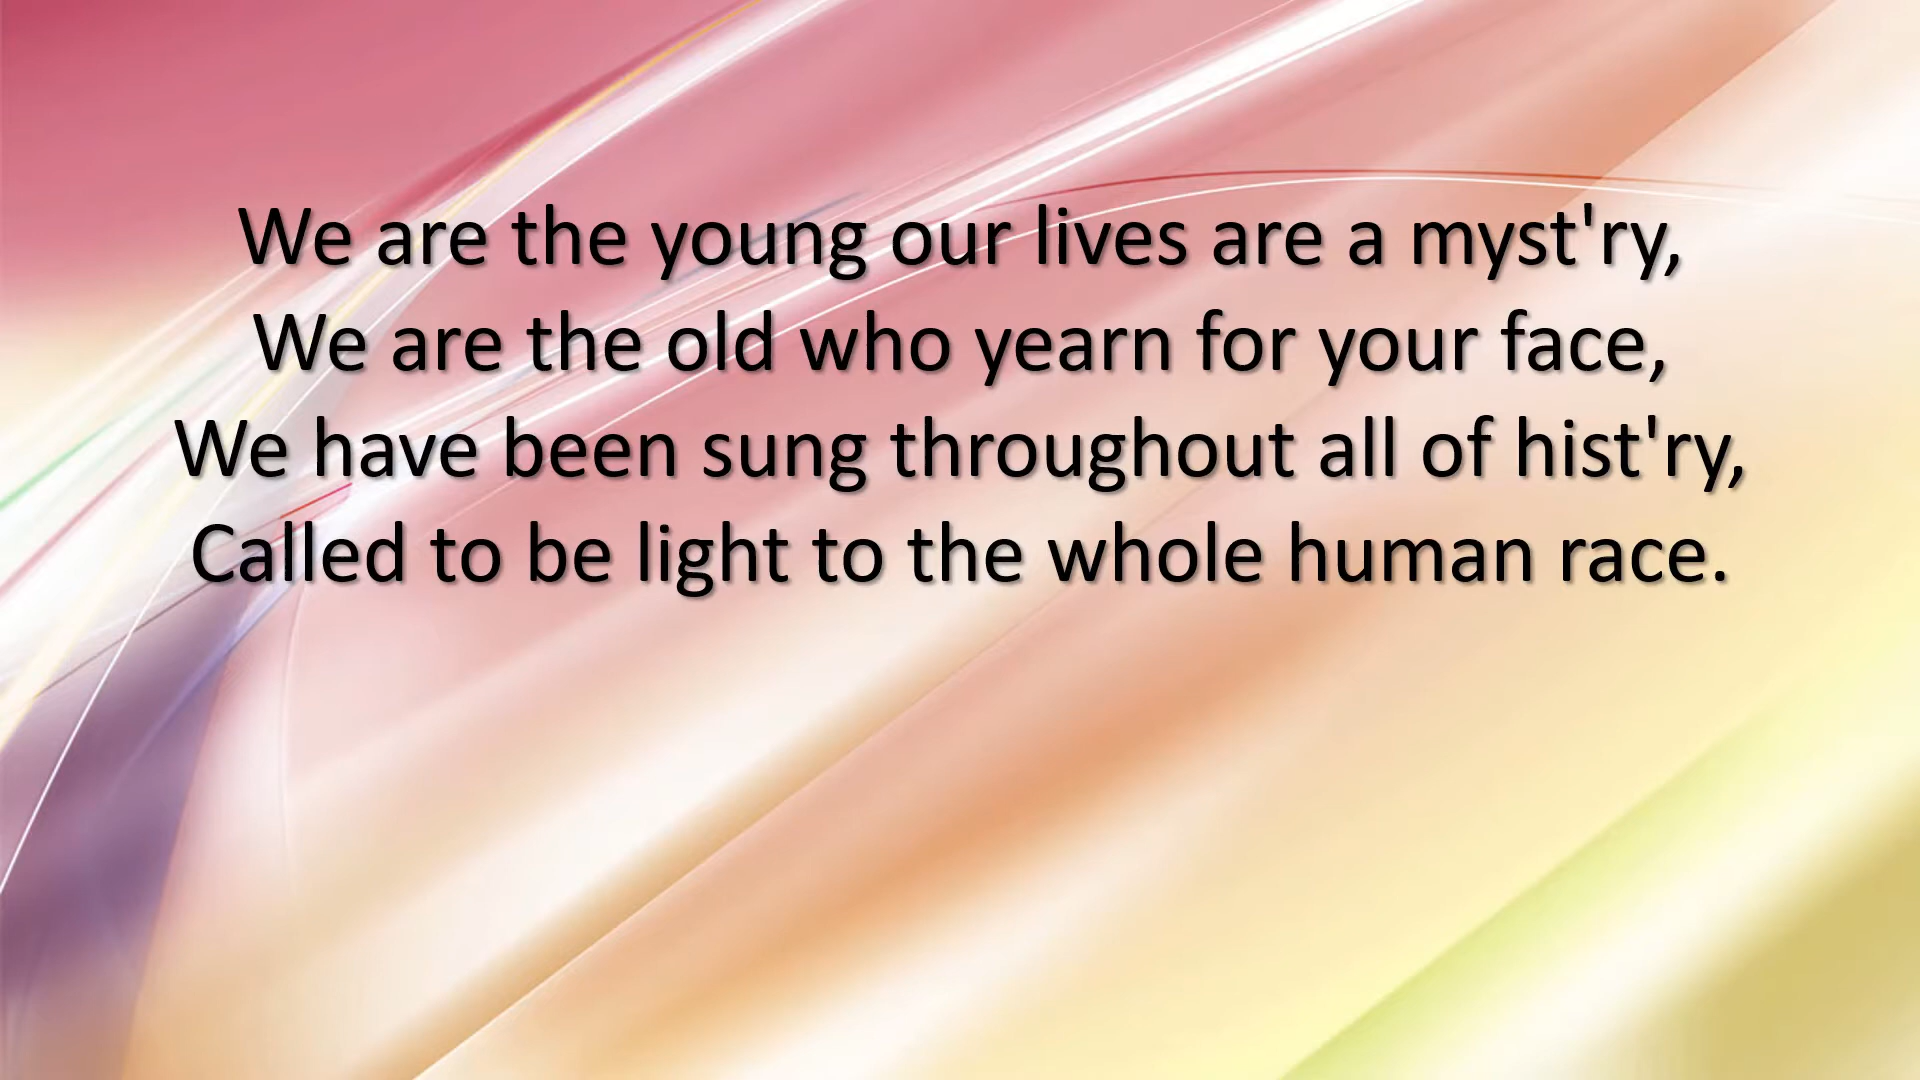 We are the young our lives are a myst'ry,
We are the old who yearn for your face,
We have been sung throughout all of hist'ry,
Called to be light to the whole human race.